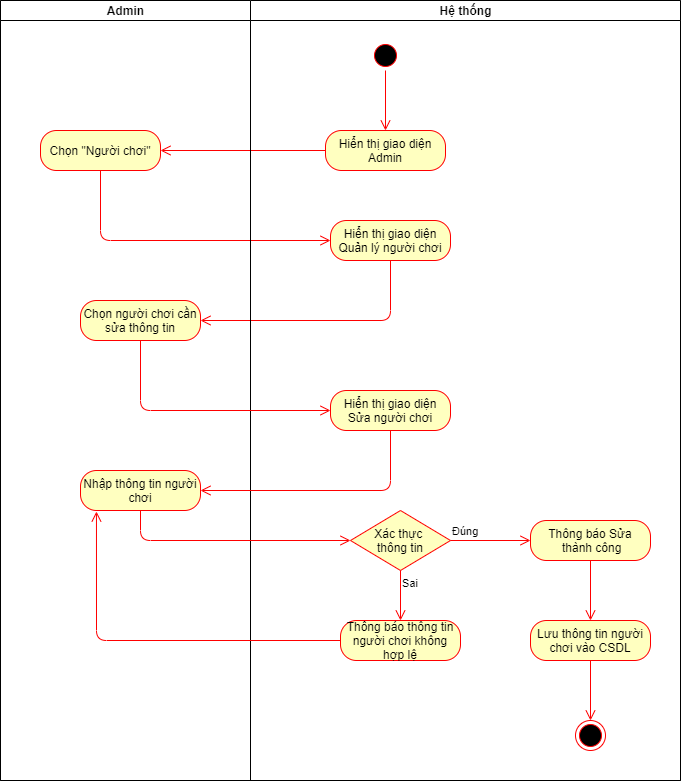 Admin
Hệ thống
Hiển thị giao diện
Admin
Chọn "Người chơi"
Hiển thị giao diện
Quản lý người chơi
Chọn người chơi cần
sửa thông tin
Hiển thị giao diện
Sửa người chơi
Nhập thông tin người
chơi
Xác thực
thông tin
Đúng
Thông báo Sửa
thành công
Sai
Thông báo thông tin
người chơi không
hợp lệ
Lưu thông tin người
chơi vào CSDL